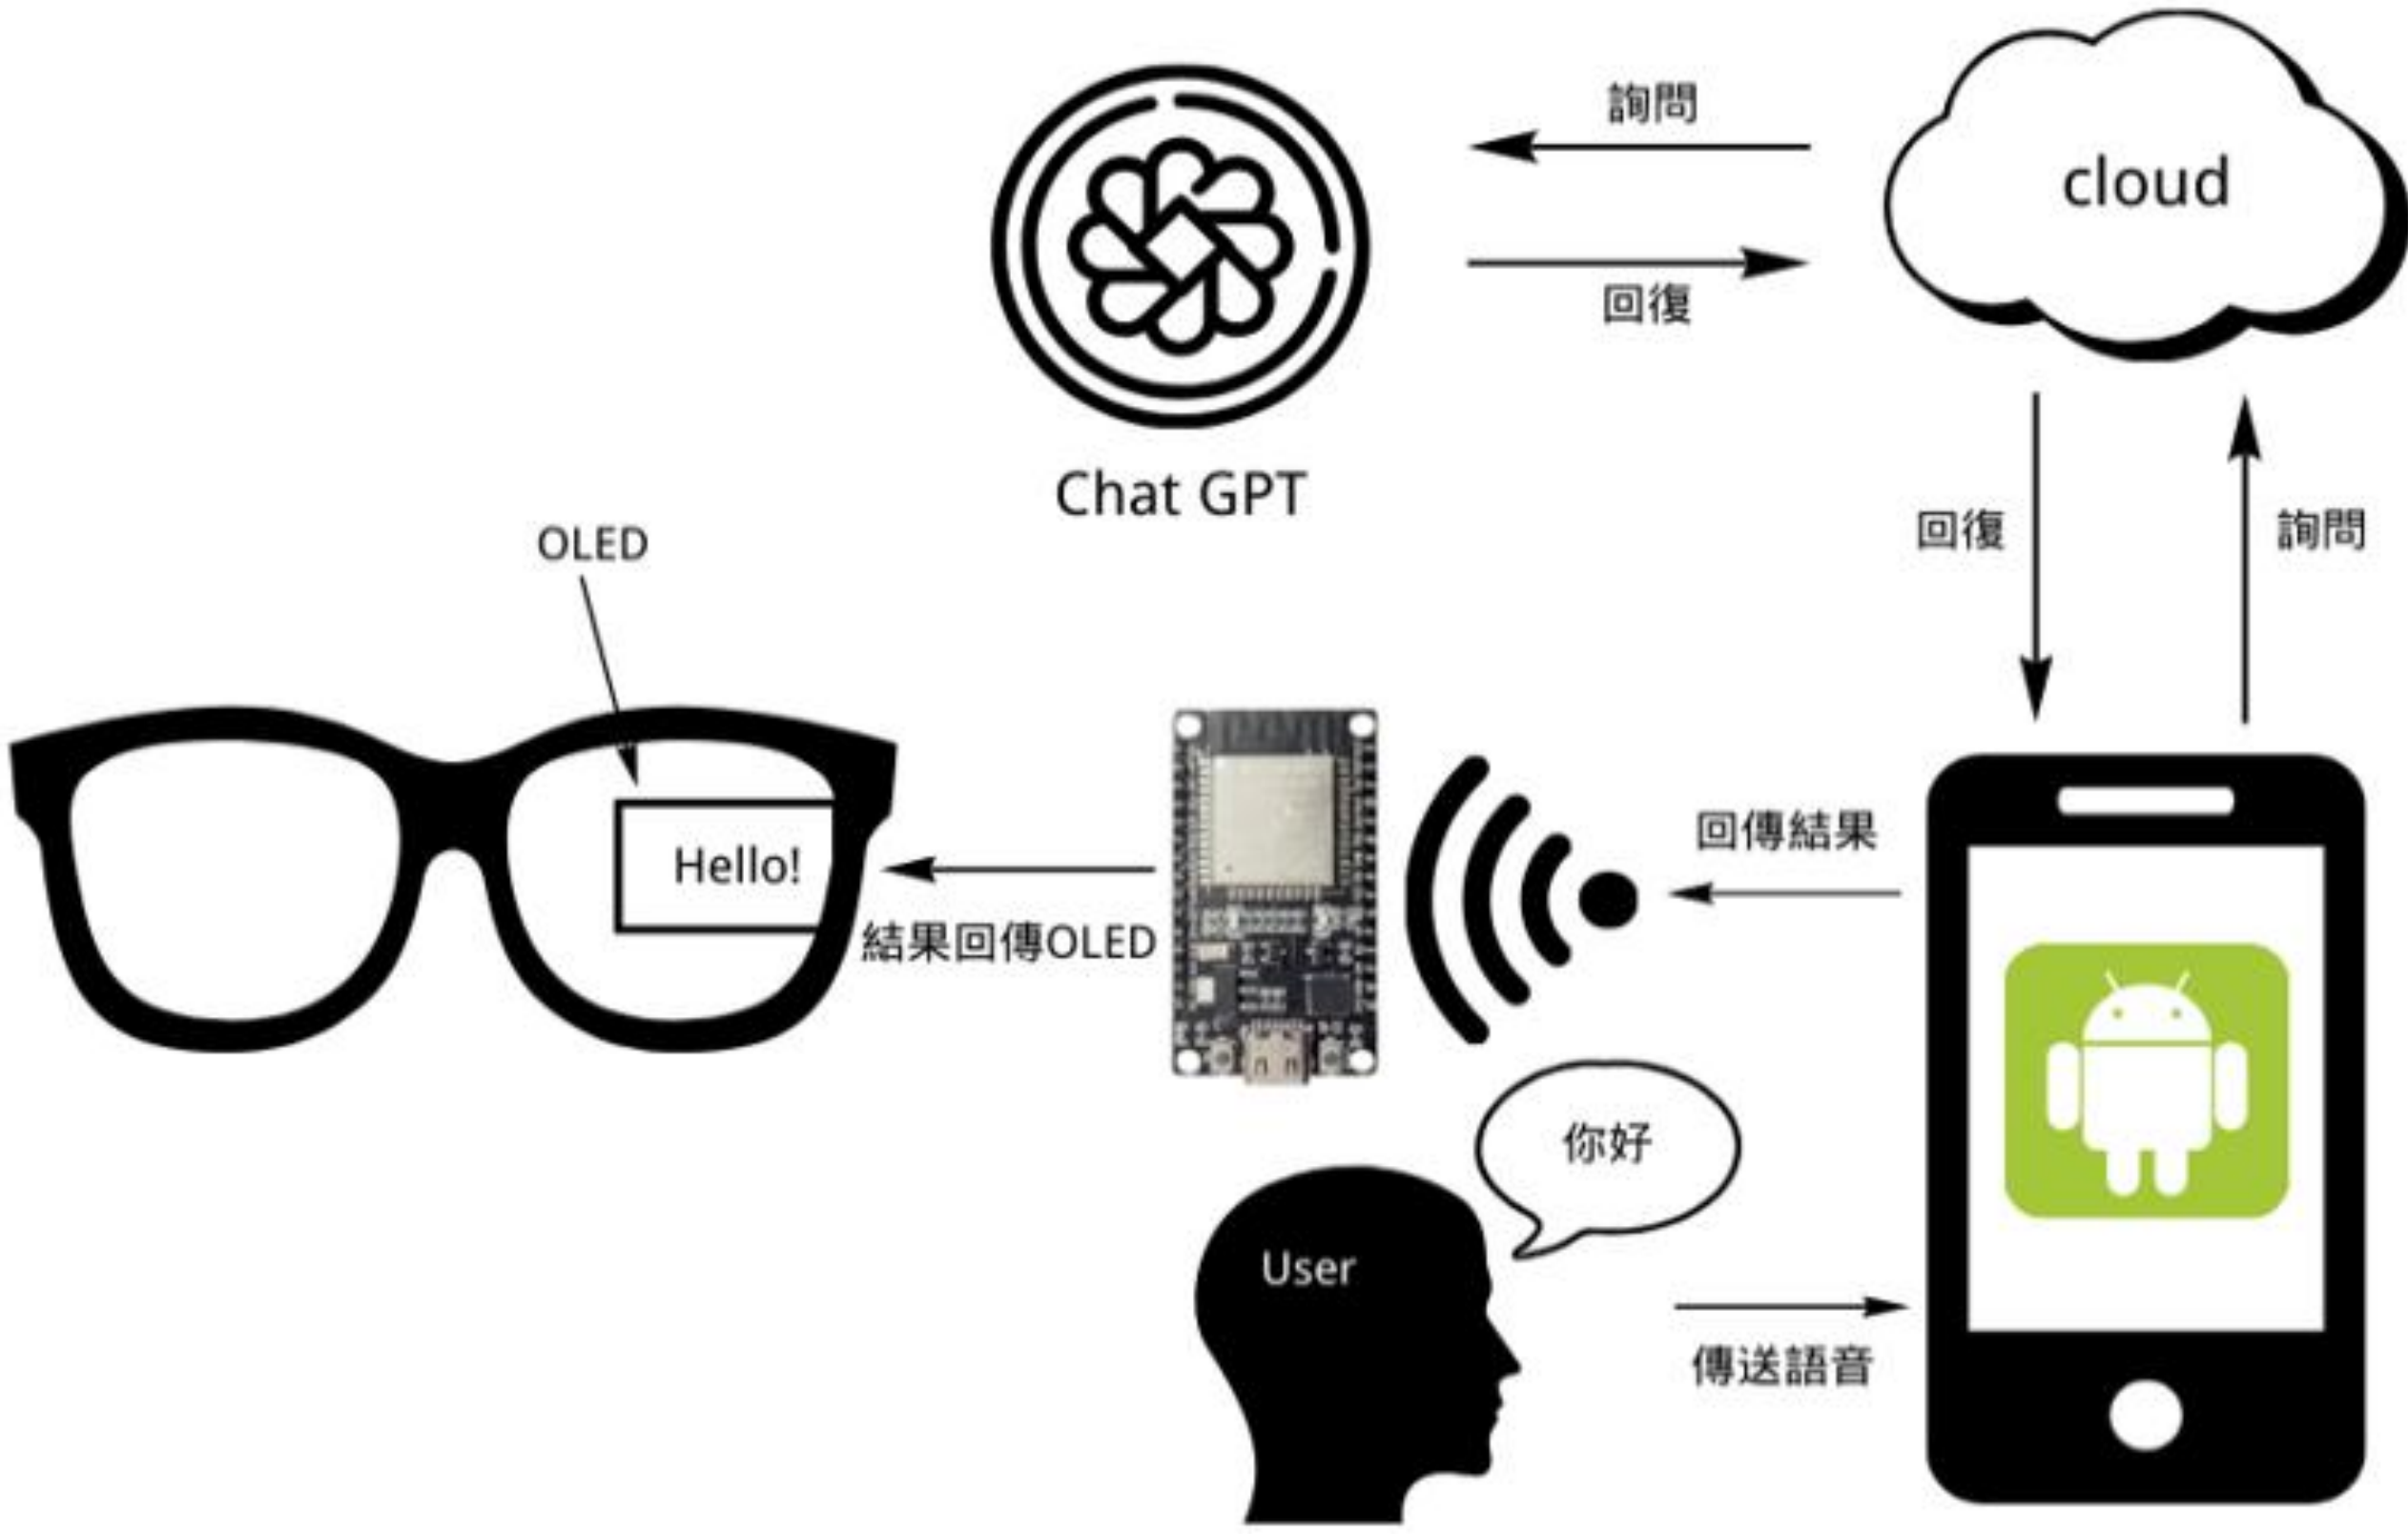 詢問
cloud
回復
Chat GPT
OLED
回復
詢問
回傳結果
Hello!
結果回傳OLED
你好
User
傳送語音